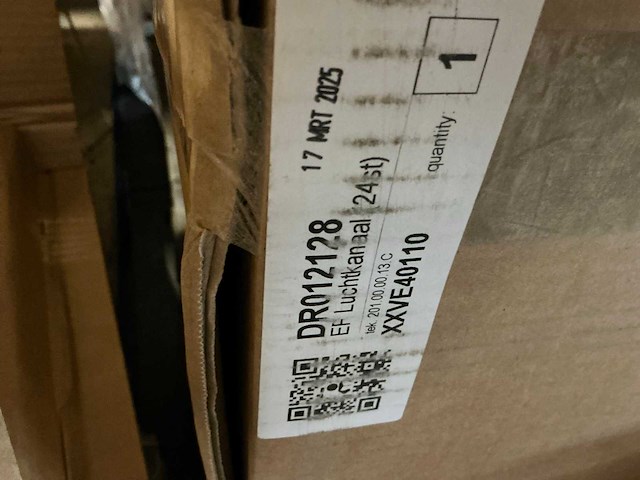 17 MRT 2025
DR012128
EF Luchtkanaal (24st)
tek. 201.00.00.13 C
XXVE40110
quantity:
1